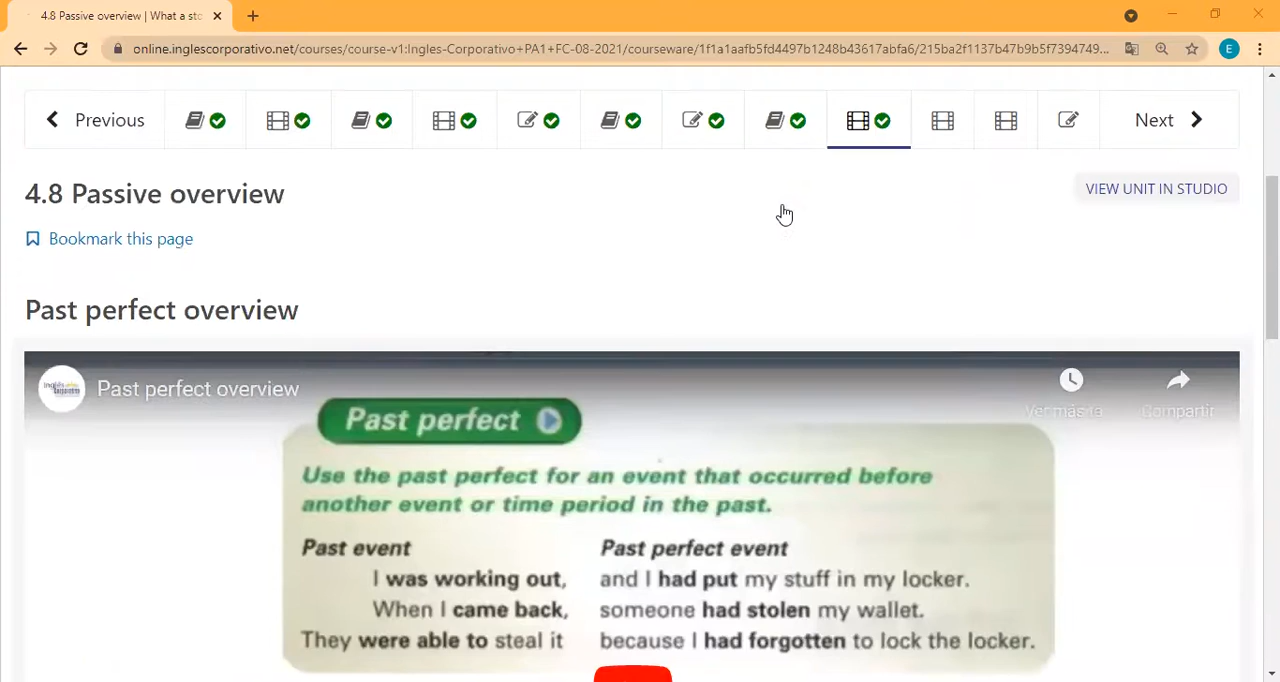 4.8 Passive overview | What a sto
online.inglescorporativo.net/courses/course-v1:Ingles-Corporativo+PA1+FC-08-2021/courseware/1f1a1aafb5fd4497b1248b43617abfa6/215ba2f1137b47b9b5f7394749...
E
Previous
Next
4.8 Passive overview
VIEW UNIT IN STUDIO
Bookmark this page
Past perfect overview
Past perfect overview
Ver más ta
Compartir
Past perfect
Use the past perfect for an event that occurred before
another event or time period in the past.
Past event Past perfect event
I was working out, and I had put my stuff in my locker.
When I came back, someone had stolen my wallet.
They were able to steal it because I had forgotten to lock the locker.